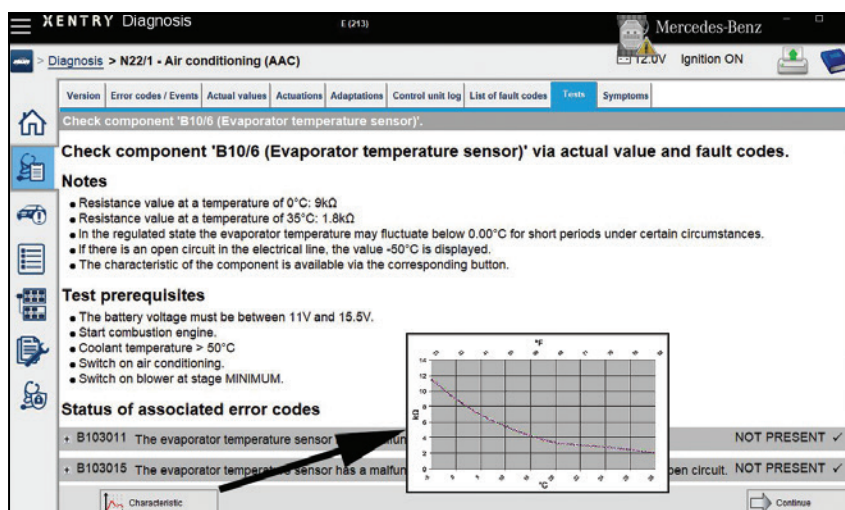 XENTRY Diagnosis
E (213)
Mercedes-Benz
> Diagnosis > N22/1 - Air conditioning (AAC)
12.0V Ignition ON
Version Error codes / Events Actual values Actuations Adaptations Control unit log List of fault codes Tests Symptoms
Check component 'B10/6 (Evaporator temperature sensor)'.
Check component 'B10/6 (Evaporator temperature sensor)' via actual value and fault codes.
Notes
• Resistance value at a temperature of 0°C: 9kΩ
• Resistance value at a temperature of 35°C: 1.8kΩ
• In the regulated state the evaporator temperature may fluctuate below 0.00°C for short periods under certain circumstances.
• If there is an open circuit in the electrical line, the value -50°C is displayed.
• The characteristic of the component is available via the corresponding button.
Test prerequisites
• The battery voltage must be between 11V and 15.5V.
• Start combustion engine.
• Coolant temperature > 50°C
• Switch on air conditioning.
• Switch on blower at stage MINIMUM.
Status of associated error codes
+ B103011 The evaporator temperature sensor NOT PRESENT ✓
+ B103015 The evaporator temperature sensor has a malfun en circuit. NOT PRESENT ✓
Characteristic
Continue
°F
14
12
10
8
6
4
2
0
kΩ
°C